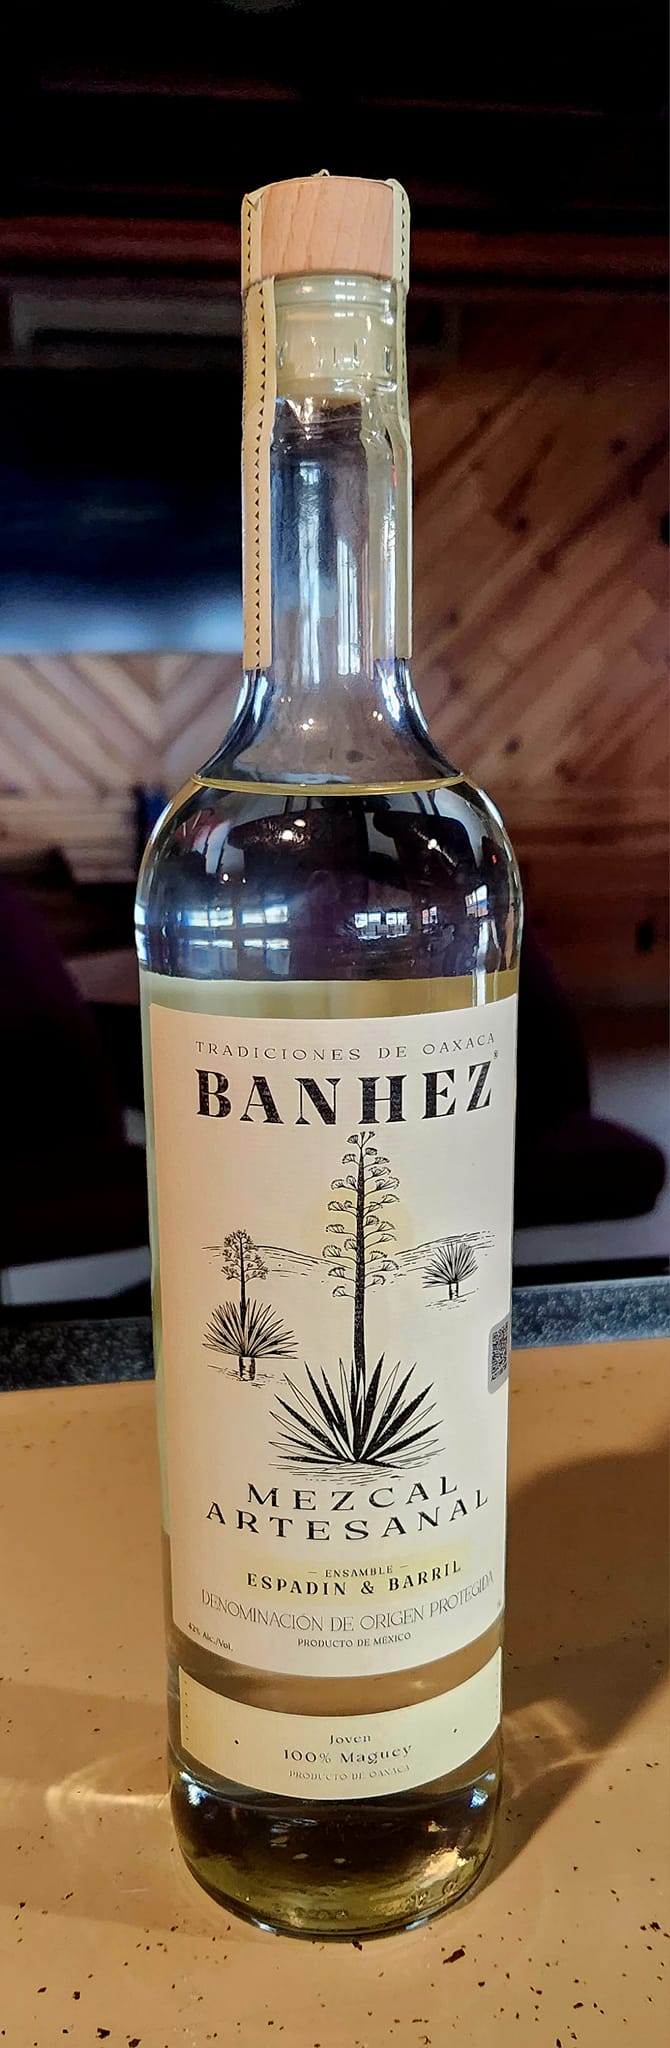 TRADICIONES DE OAXACA
BANHEZ®
MEZCAL
ARTESANAL
– ENSAMBLE –
ESPADIN & BARRIL
DENOMINACIÓN DE ORIGEN PROTEGIDA
42% Alc./Vol.
PRODUCTO DE MÉXICO
Joven
100% Maguey
PRODUCTO DE OAXACA